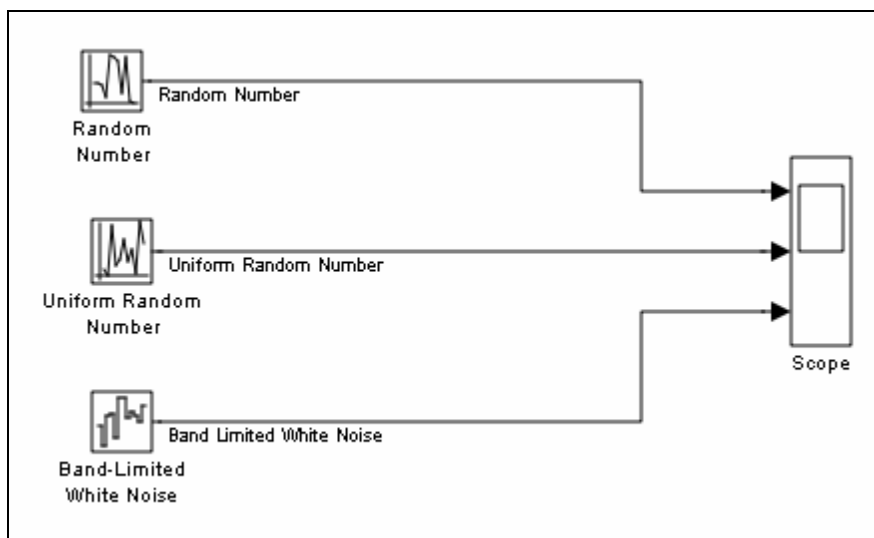 Random Number
Random
Number
Uniform Random Number
Uniform Random
Number
Scope
Band Limited White Noise
Band-Limited
White Noise